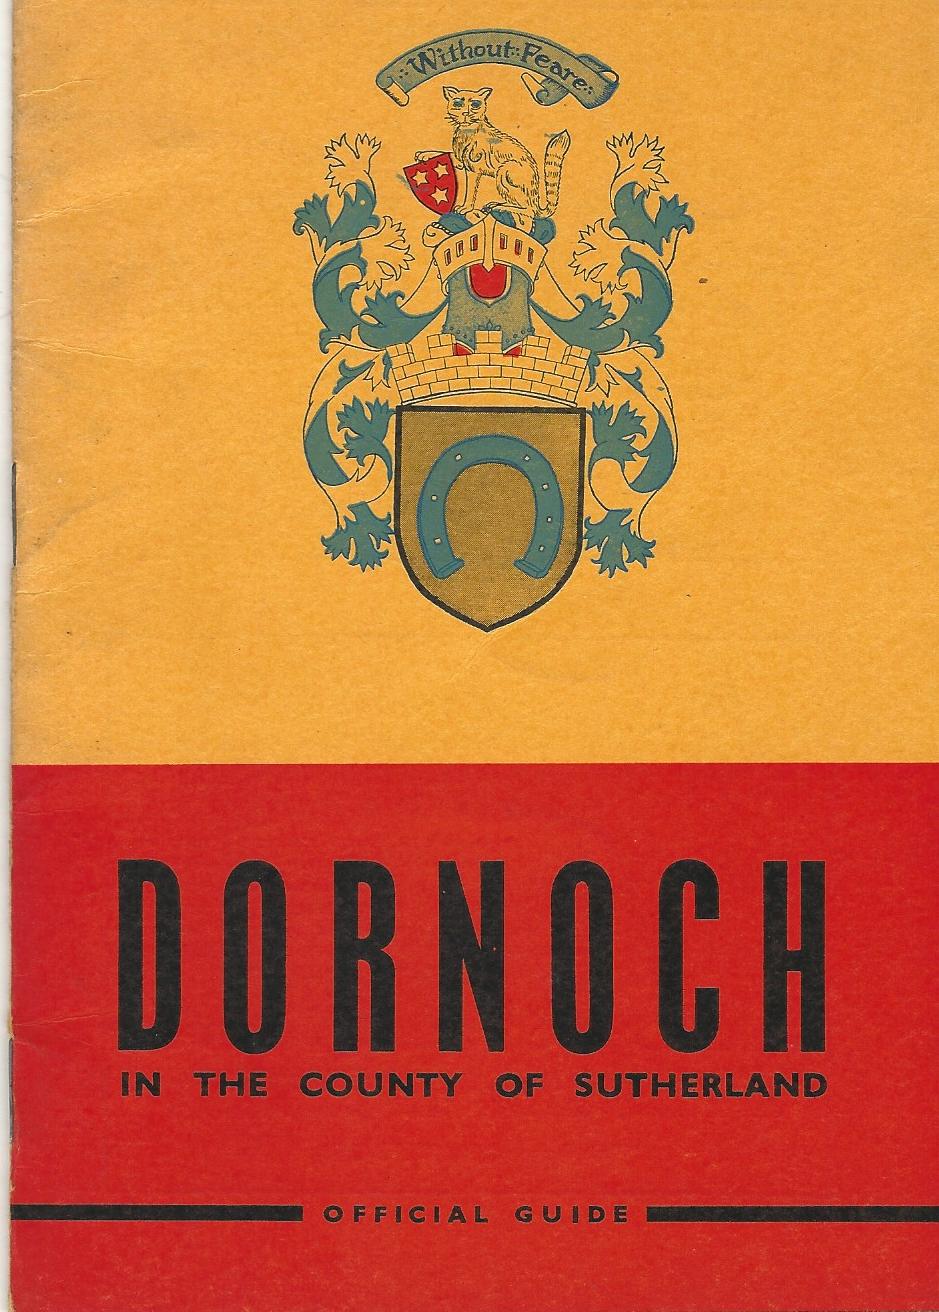 Without Feare
DORNOCH
IN THE COUNTY OF SUTHERLAND
OFFICIAL GUIDE